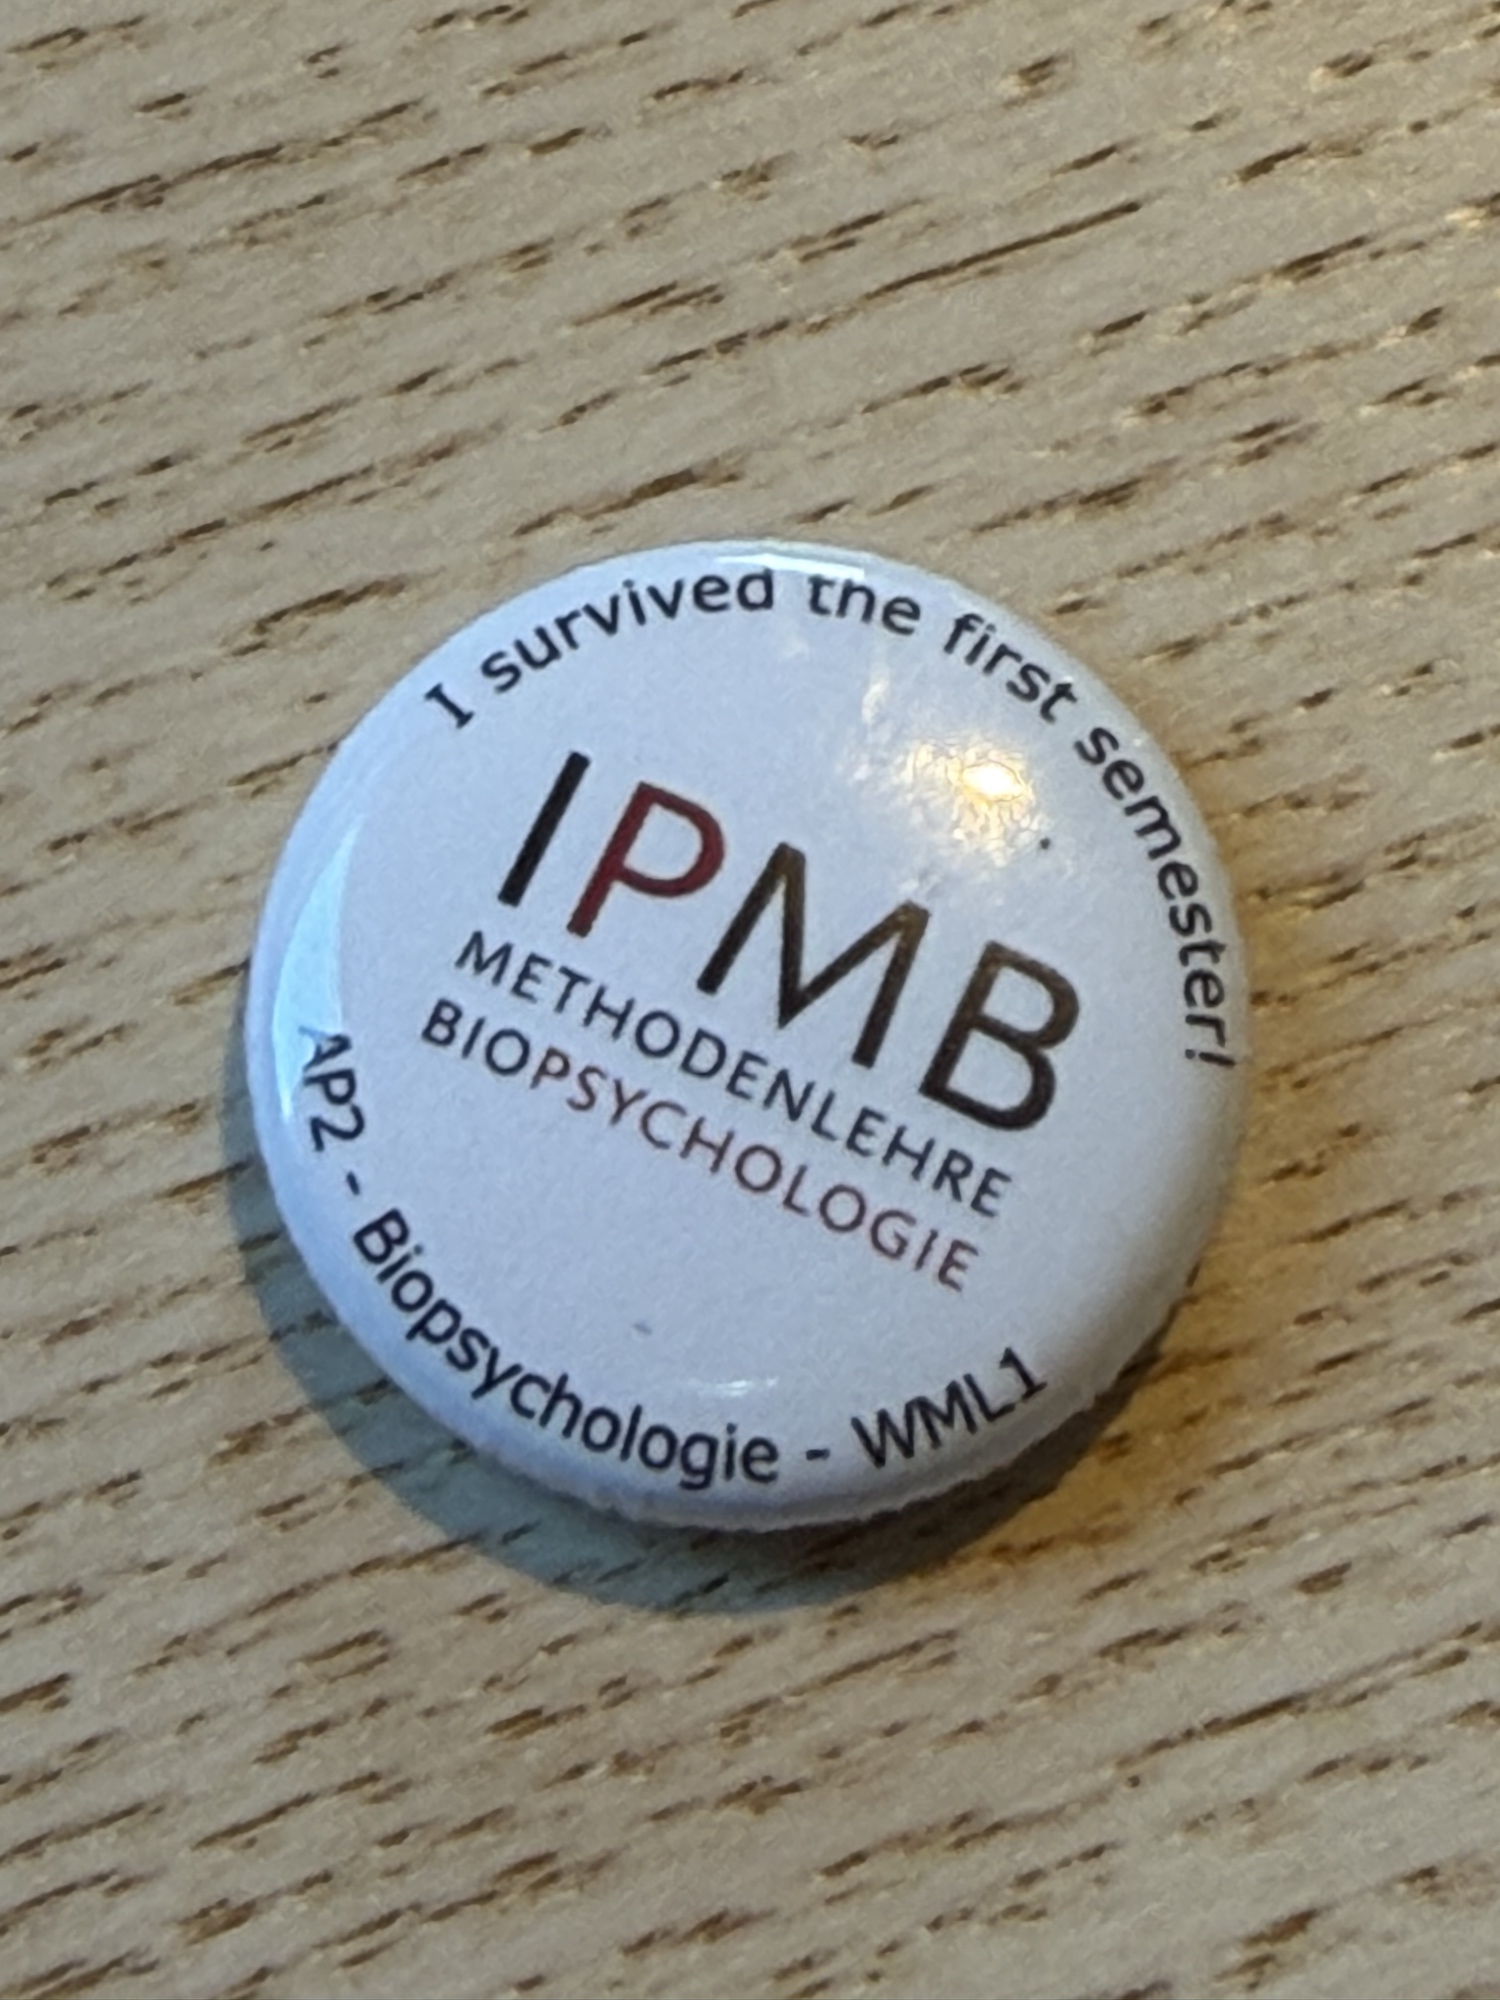 I survived the first semester!
IPMB
METHODENLEHRE
BIOPSYCHOLOGIE
AP2 - Biopsychologie - WML1